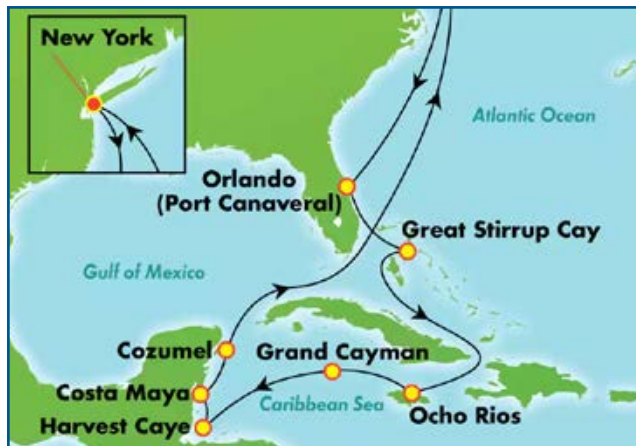 New York
Atlantic Ocean
Orlando
(Port Canaveral)
Great Stirrup Cay
Gulf of Mexico
Cozumel
Grand Cayman
Costa Maya
Caribbean Sea
Ocho Rios
Harvest Caye